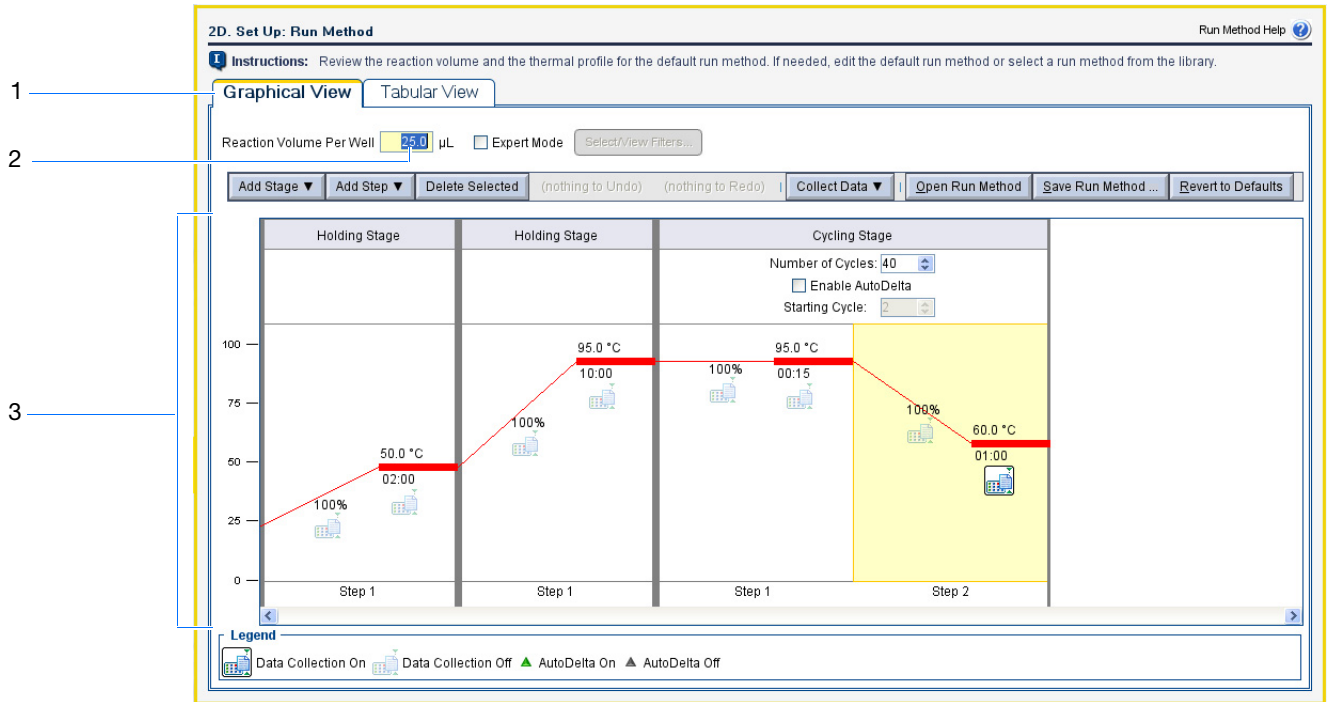 2D. Set Up: Run Method Run Method Help
Instructions: Review the reaction volume and the thermal profile for the default run method. If needed, edit the default run method or select a run method from the library.
1
Graphical View Tabular View
2
Reaction Volume Per Well 25.0 µL Expert Mode Select/View Filters...
Add Stage ▼ Add Step ▼ Delete Selected (nothing to Undo) (nothing to Redo) Collect Data ▼ Open Run Method Save Run Method ... Revert to Defaults
3
Holding Stage Holding Stage Cycling Stage
Number of Cycles: 40
Enable AutoDelta
Starting Cycle: 2
100 95.0 °C 95.0 °C
10:00 100% 00:15
75 100% 60.0 °C
100%
50 50.0 °C 01:00
02:00
100%
25
0
Step 1 Step 1 Step 1 Step 2
Legend
Data Collection On Data Collection Off AutoDelta On AutoDelta Off